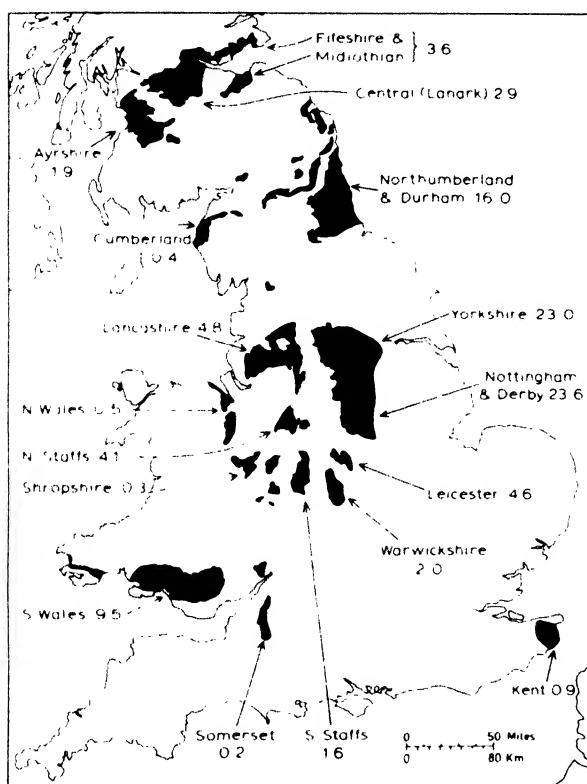 Fifeshire &
Midlothian } 3.6
Central (Lanark) 2.9
Ayrshire
1.9
Northumberland
& Durham 16.0
Cumberland
0.4
Lancashire 4.8
Yorkshire 23.0
Nottingham
& Derby 23.6
N Wales 0.5
N. Staffs 4.1
Shropshire 0.3
Leicester 4.6
Warwickshire
2.0
S Wales 9.5
Kent 0.9
Somerset
0.2
S Staffs
1.6
0 50 Miles
0 80 Km